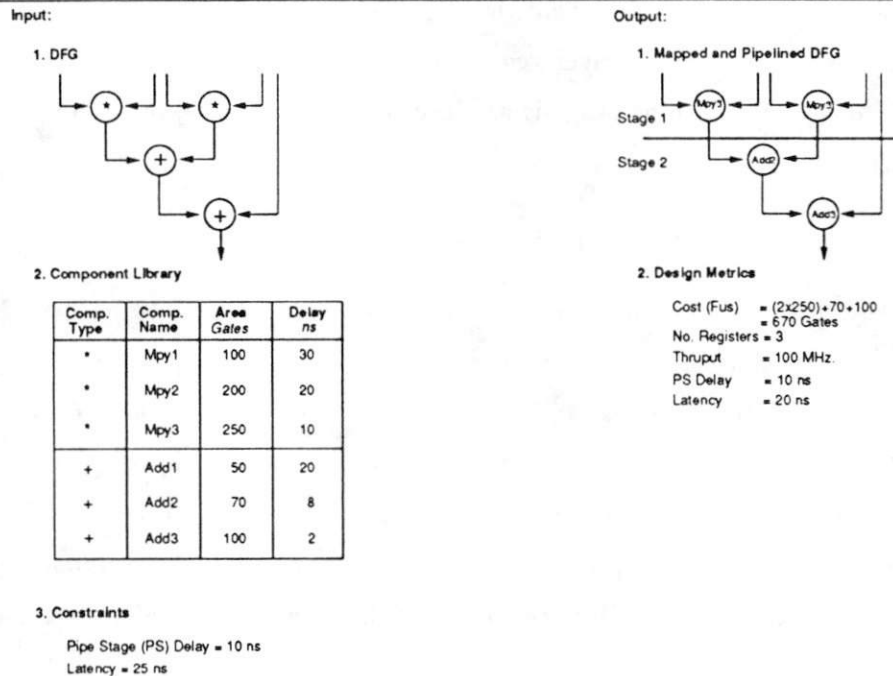 Input:
1. DFG
*
*
+
+
2. Component Library
Comp. Type Comp. Name Area Gates Delay ns
* Mpy1 100 30
* Mpy2 200 20
* Mpy3 250 10
+ Add1 50 20
+ Add2 70 8
+ Add3 100 2
3. Constraints
Pipe Stage (PS) Delay = 10 ns
Latency = 25 ns
Output:
1. Mapped and Pipelined DFG
Mpy3 Mpy3
Stage 1
Stage 2 Add2
Add3
2. Design Metrics
Cost (Fus) = (2x250)+70+100
= 670 Gates
No. Registers = 3
Thruput = 100 MHz.
PS Delay = 10 ns
Latency = 20 ns